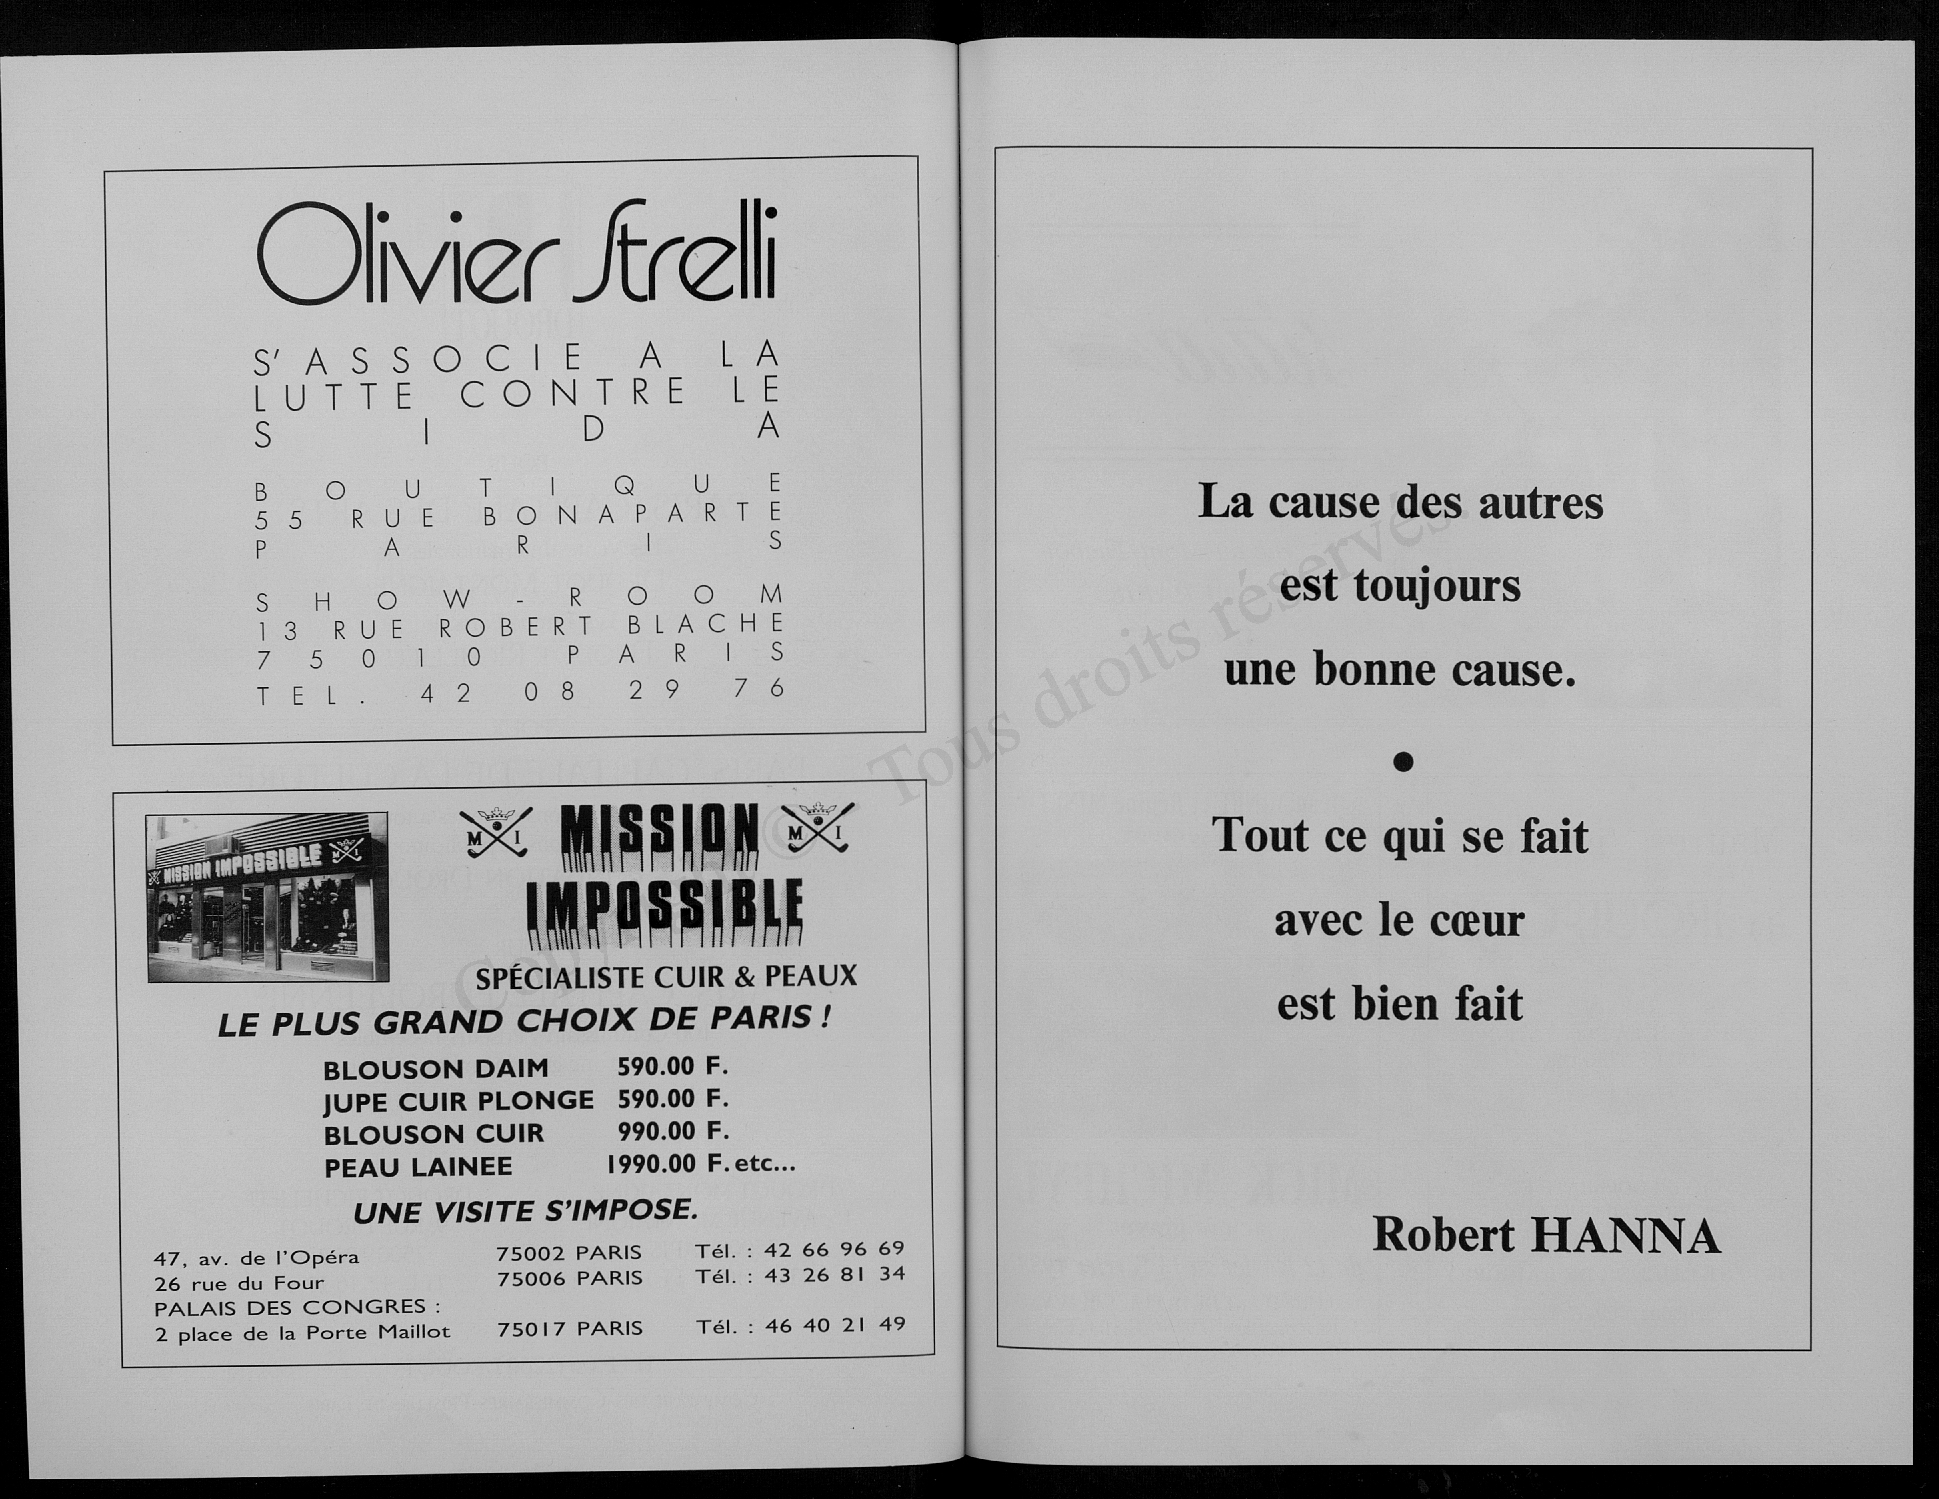 Olivier Strelli
S'ASSOCIE A LA
LUTTE CONTRE LE
SIDA
BOUTIQUE
55 RUE BONAPARTE
PARIS
SHOW-ROOM
13 RUE ROBERT BLACHE
75010 PARIS
TEL. 42 08 29 76
MISSION IMPOSSIBLE M I
M I MISSION M I
IMPOSSIBLE
SPÉCIALISTE CUIR & PEAUX
LE PLUS GRAND CHOIX DE PARIS !
BLOUSON DAIM 590.00 F.
JUPE CUIR PLONGE 590.00 F.
BLOUSON CUIR 990.00 F.
PEAU LAINEE 1990.00 F. etc...
UNE VISITE S'IMPOSE.
47, av. de l'Opéra 75002 PARIS Tél. : 42 66 96 69
26 rue du Four 75006 PARIS Tél. : 43 26 81 34
PALAIS DES CONGRES :
2 place de la Porte Maillot 75017 PARIS Tél. : 46 40 21 49
La cause des autres
est toujours
une bonne cause.
•
Tout ce qui se fait
avec le cœur
est bien fait
Robert HANNA
© - Tous droits réservés.